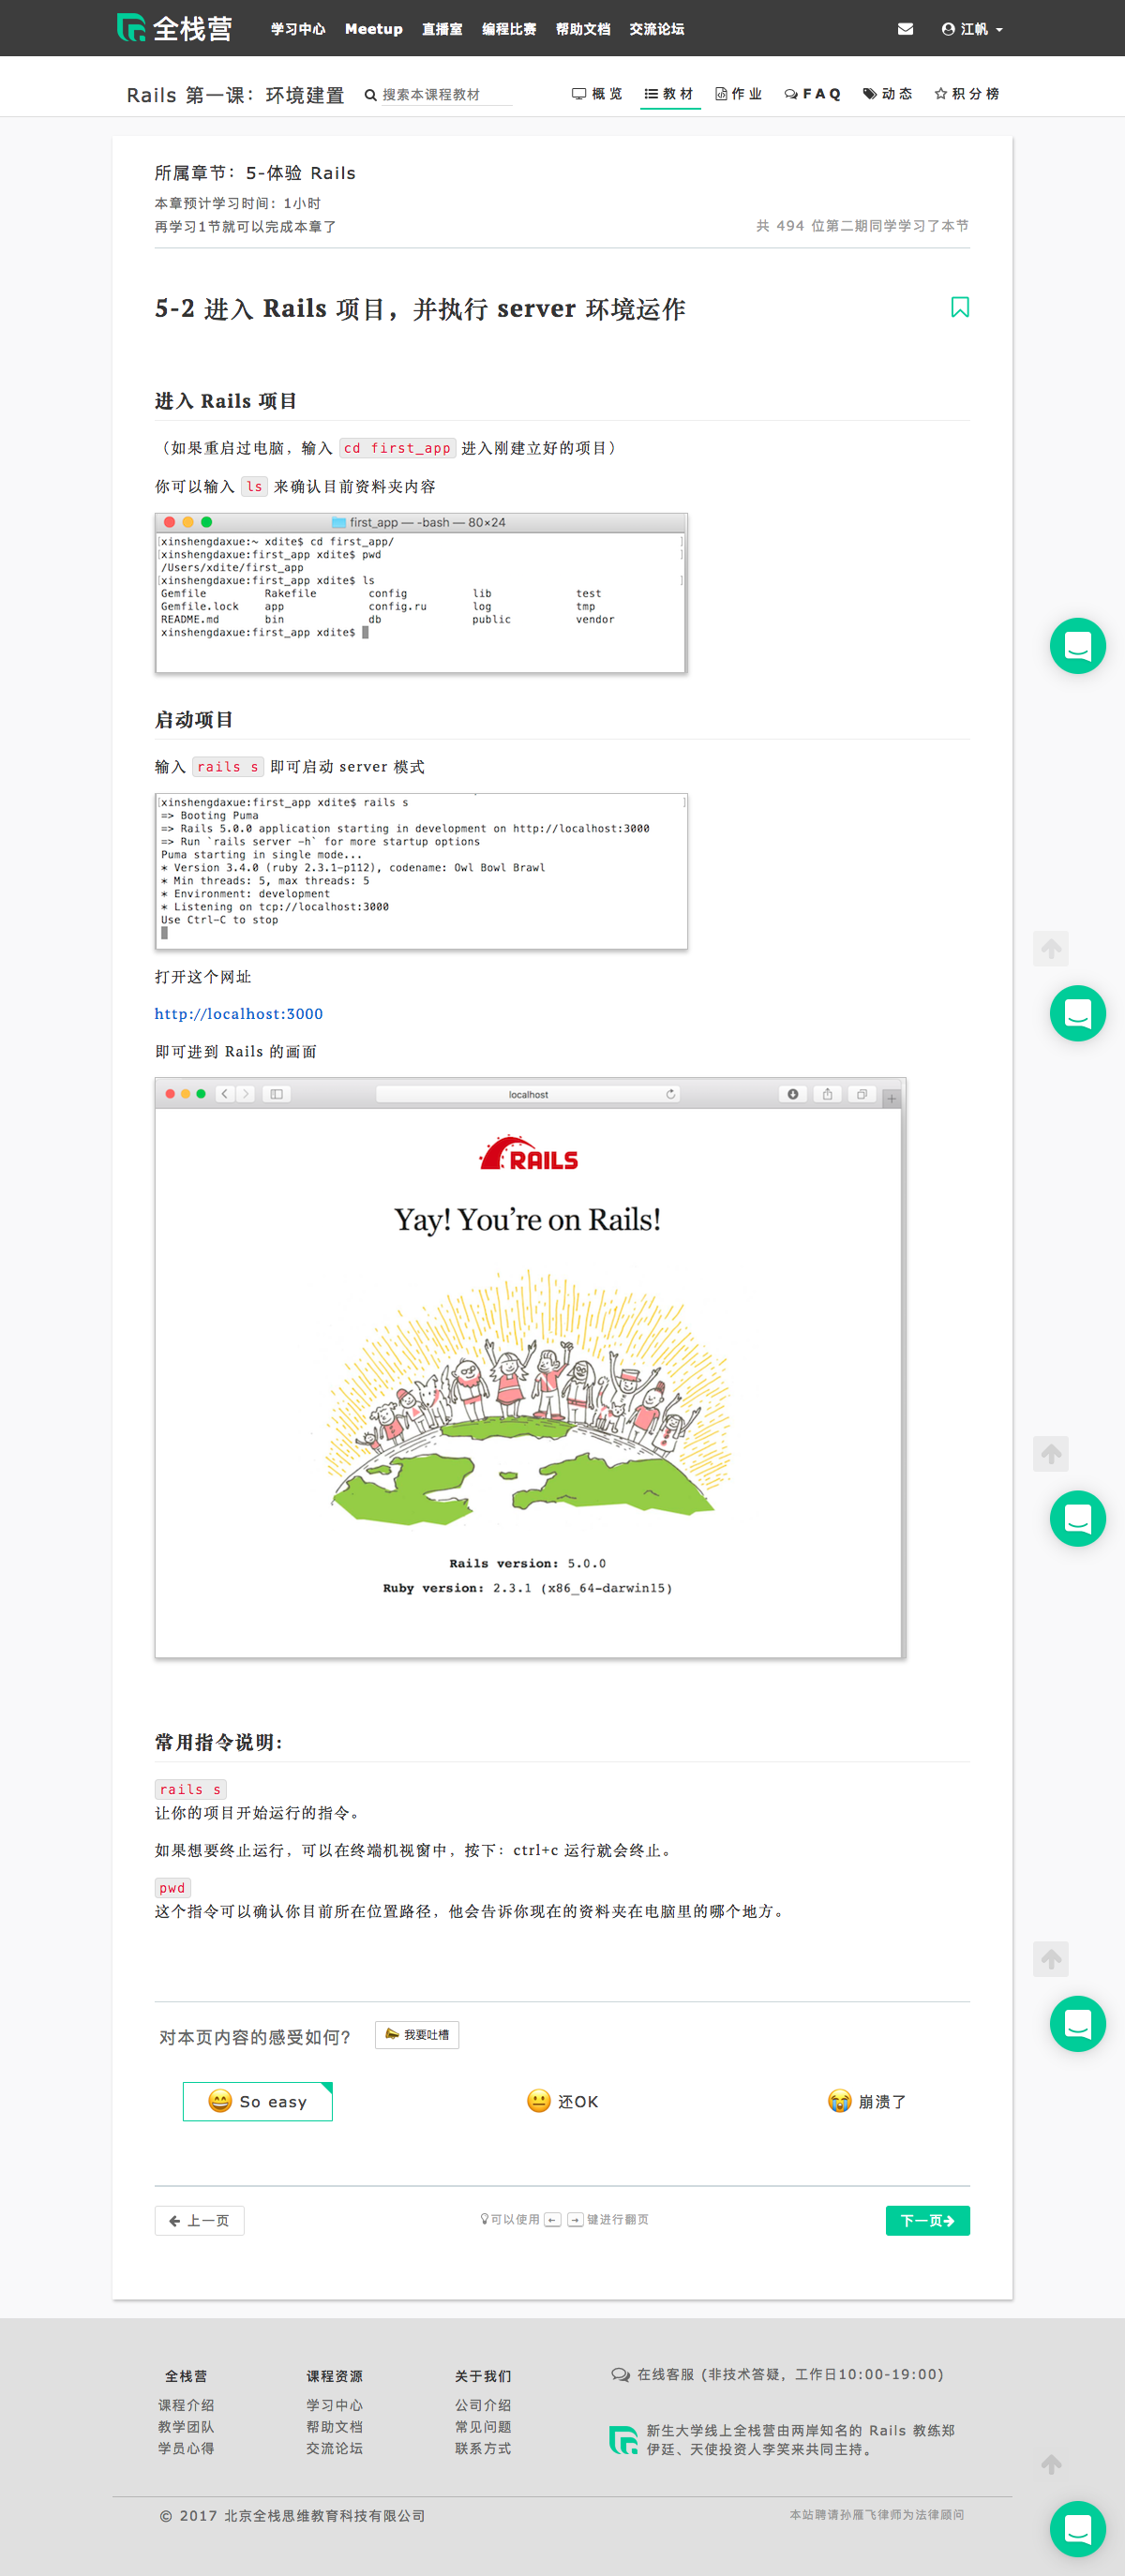 全栈营 学习中心 Meetup 直播室 编程比赛 帮助文档 交流论坛 江帆
Rails 第一课：环境建置 搜索本课程教材 概览 教材 作业 FAQ 动态 积分榜
所属章节：5-体验 Rails
本章预计学习时间：1小时
再学习1节就可以完成本章了 共 494 位第二期同学学习了本节
5-2 进入 Rails 项目，并执行 server 环境运作
进入 Rails 项目
（如果重启过电脑，输入 cd first_app 进入刚建立好的项目）
你可以输入 ls 来确认目前资料夹内容
first_app — -bash — 80×24
[xinshengdaxue:~ xdite$ cd first_app/ ]
[xinshengdaxue:first_app xdite$ pwd ]
/Users/xdite/first_app
[xinshengdaxue:first_app xdite$ ls ]
Gemfile Rakefile config lib test
Gemfile.lock app config.ru log tmp
README.md bin db public vendor
xinshengdaxue:first_app xdite$
启动项目
输入 rails s 即可启动 server 模式
[xinshengdaxue:first_app xdite$ rails s ]
=> Booting Puma
=> Rails 5.0.0 application starting in development on http://localhost:3000
=> Run `rails server -h` for more startup options
Puma starting in single mode...
* Version 3.4.0 (ruby 2.3.1-p112), codename: Owl Bowl Brawl
* Min threads: 5, max threads: 5
* Environment: development
* Listening on tcp://localhost:3000
Use Ctrl-C to stop
打开这个网址
http://localhost:3000
即可进到 Rails 的画面
localhost
RAILS
Yay! You're on Rails!
Rails version: 5.0.0
Ruby version: 2.3.1 (x86_64-darwin15)
常用指令说明:
rails s
让你的项目开始运行的指令。
如果想要终止运行，可以在终端机视窗中，按下：ctrl+c 运行就会终止。
pwd
这个指令可以确认你目前所在位置路径，他会告诉你现在的资料夹在电脑里的哪个地方。
对本页内容的感受如何? 我要吐槽
So easy 还OK 崩溃了
← 上一页 可以使用 ← → 键进行翻页 下一页→
全栈营 课程资源 关于我们 在线客服 (非技术答疑，工作日10:00-19:00)
课程介绍 学习中心 公司介绍
教学团队 帮助文档 常见问题 新生大学线上全栈营由两岸知名的 Rails 教练郑
学员心得 交流论坛 联系方式 伊廷、天使投资人李笑来共同主持。
© 2017 北京全栈思维教育科技有限公司 本站聘请孙雁飞律师为法律顾问